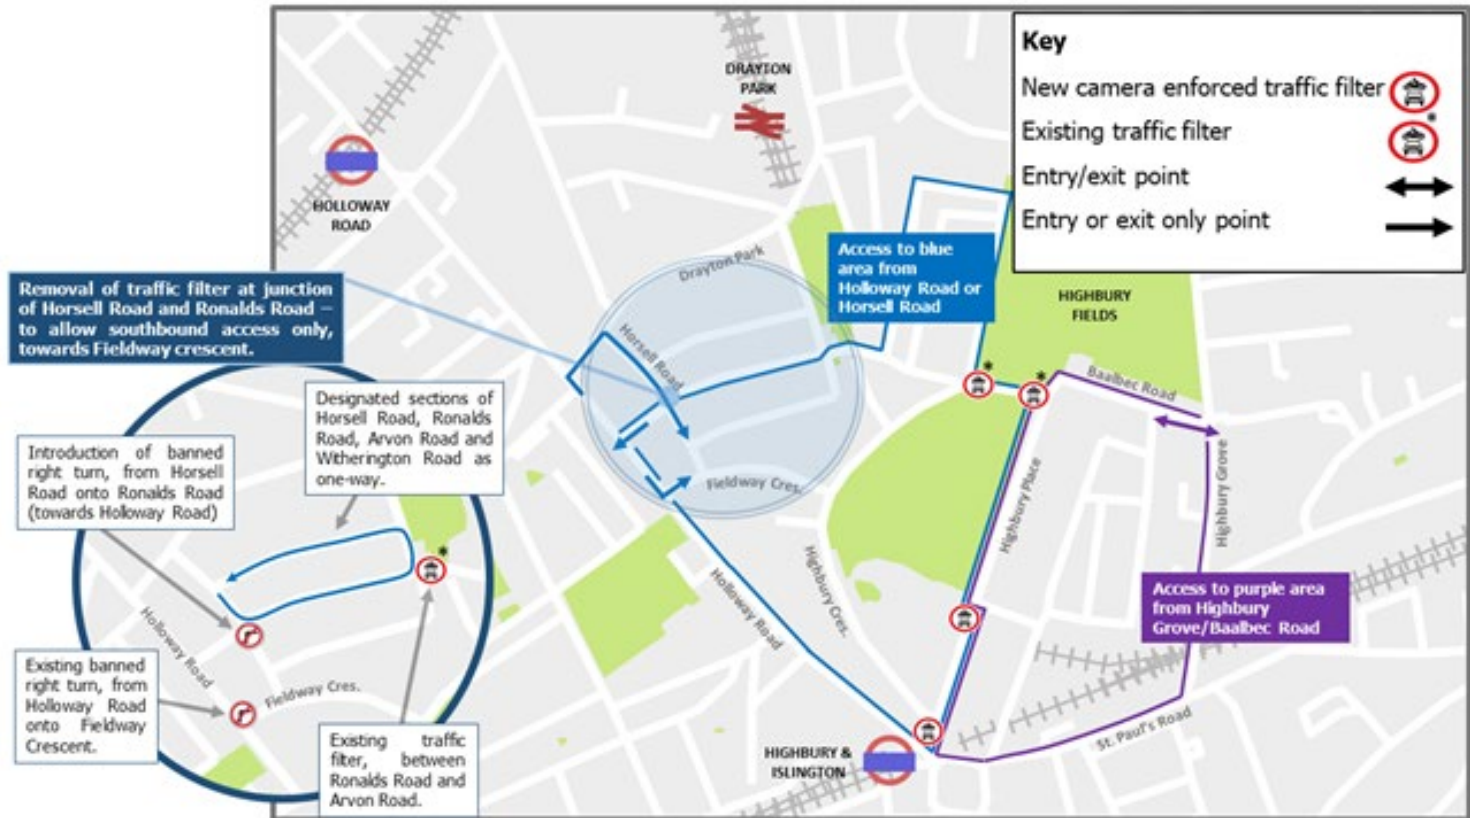 DRAYTON
PARK
HOLLOWAY
ROAD
Key
New camera enforced traffic filter
*
Existing traffic filter
Entry/exit point
Entry or exit only point
Removal of traffic filter at junction
of Horsell Road and Ronalds Road –
to allow southbound access only,
towards Fieldway crescent.
Drayton Park
Access to blue
area from
Holloway Road or
Horsell Road
HIGHBURY
FIELDS
Horsell Road
*
*
Baalbec Road
Fieldway Cres.
Highbury Place
Highbury Grove
Highbury Cres.
Holloway Road
Access to purple area
from Highbury
Grove/Baalbec Road
St. Paul's Road
HIGHBURY &
ISLINGTON
Designated sections of
Horsell Road, Ronalds
Road, Arvon Road and
Witherington Road as
one-way.
Introduction of banned
right turn, from Horsell
Road onto Ronalds Road
(towards Holloway Road)
*
Holloway Road
Fieldway Cres.
Existing banned
right turn, from
Holloway Road
onto Fieldway
Crescent.
Existing traffic
filter, between
Ronalds Road and
Arvon Road.